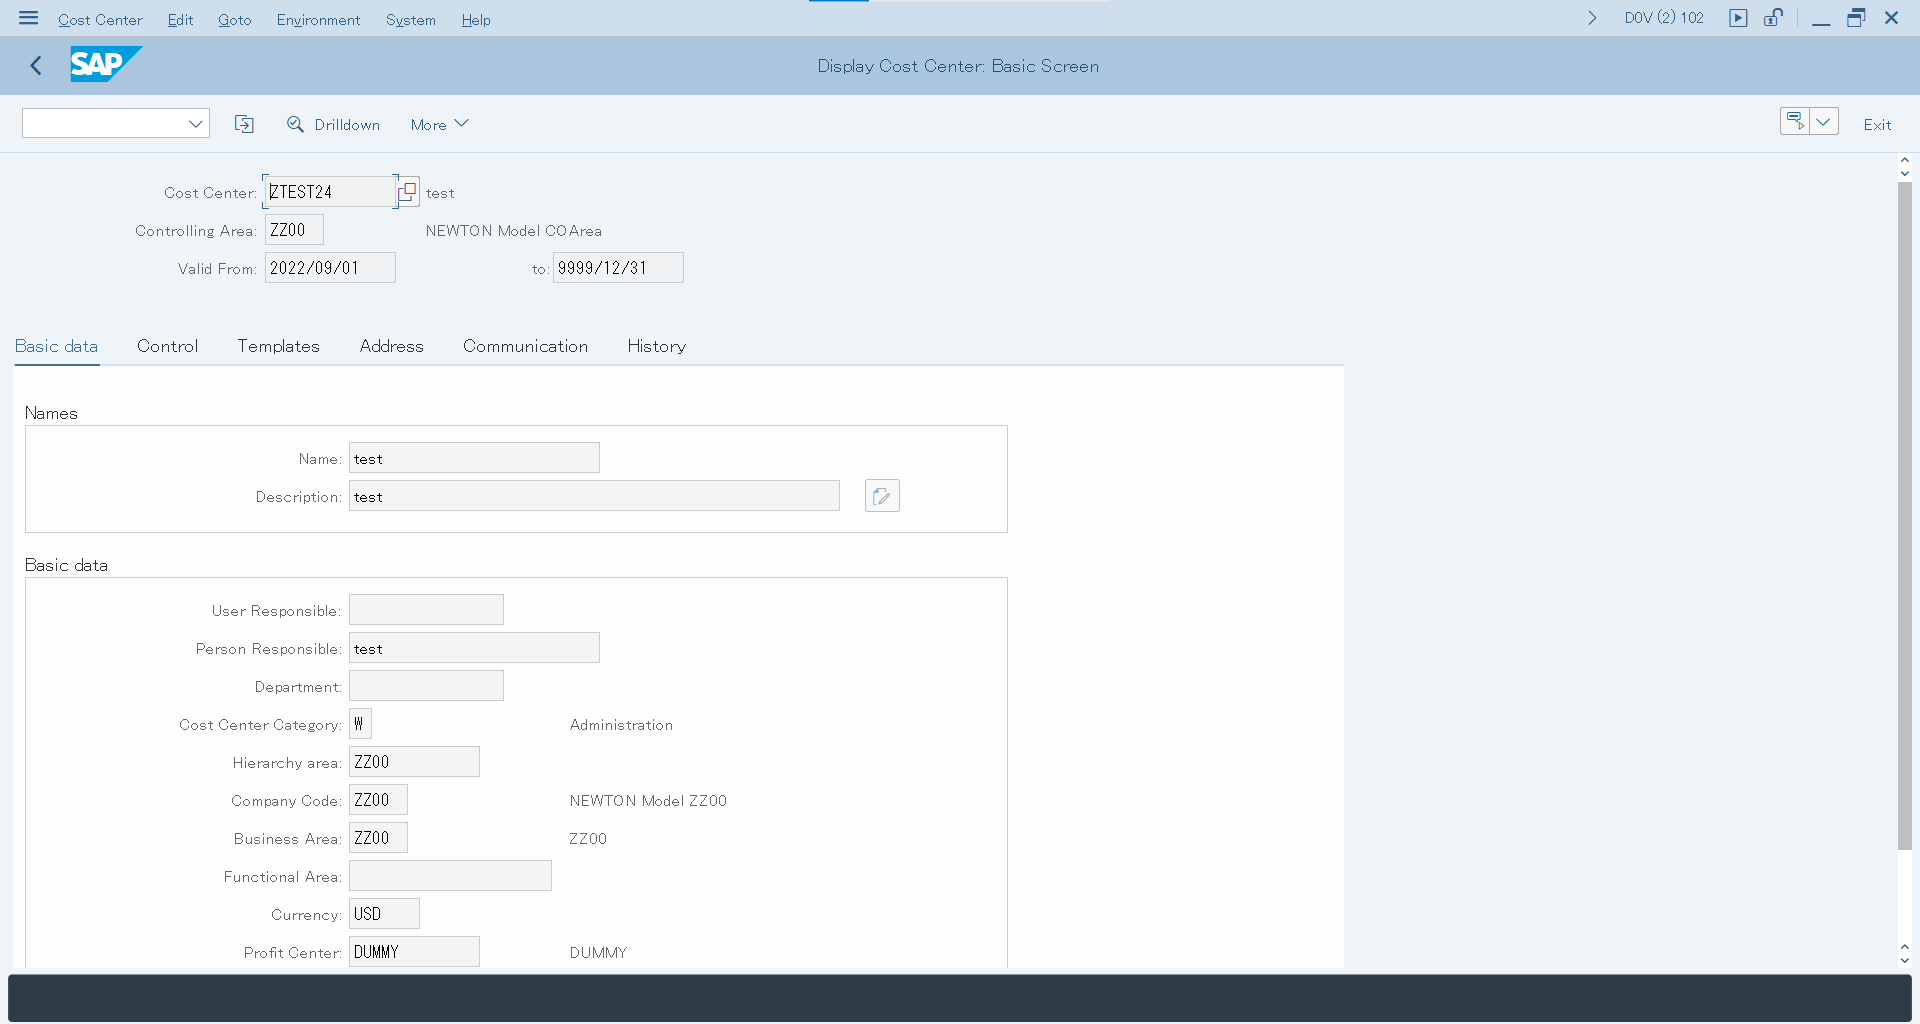 Cost Center Edit Goto Environment System Help D0V (2) 102
SAP Display Cost Center: Basic Screen
Drilldown More Exit
Cost Center: ZTEST24 test
Controlling Area: ZZ00 NEWTON Model COArea
Valid From: 2022/09/01 to: 9999/12/31
Basic data Control Templates Address Communication History
Names
Name: test
Description: test
Basic data
User Responsible:
Person Responsible: test
Department:
Cost Center Category: W Administration
Hierarchy area: ZZ00
Company Code: ZZ00 NEWTON Model ZZ00
Business Area: ZZ00 ZZ00
Functional Area:
Currency: USD
Profit Center: DUMMY DUMMY